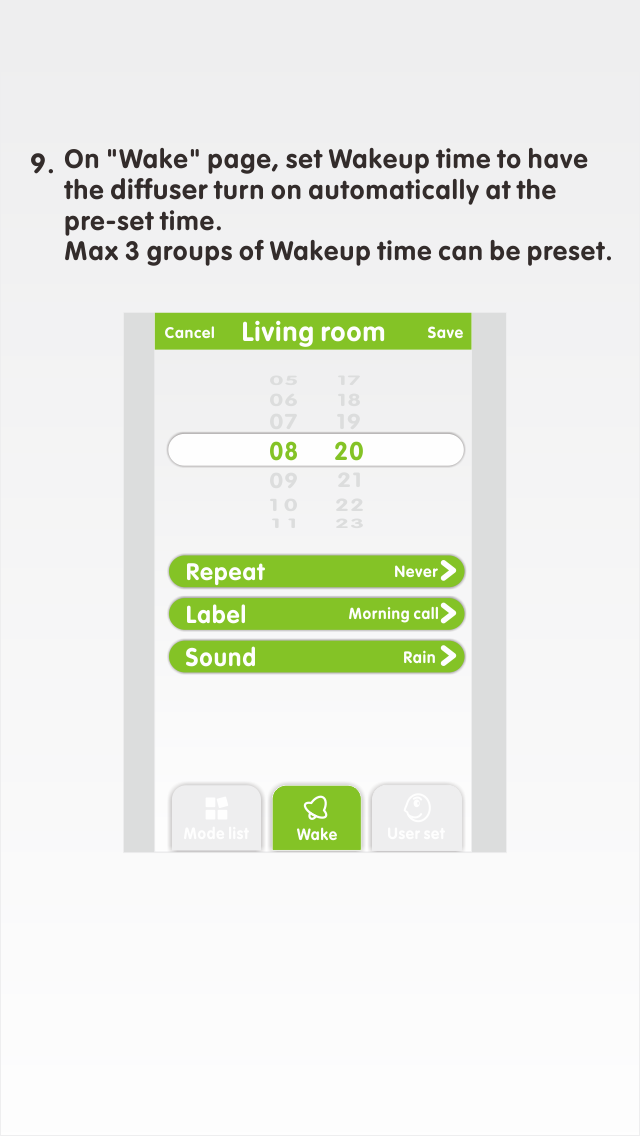 9. On "Wake" page, set Wakeup time to have
the diffuser turn on automatically at the
pre-set time.
Max 3 groups of Wakeup time can be preset.
Cancel Living room Save
05 17
06 18
07 19
08 20
09 21
10 22
11 23
Repeat Never
Label Morning call
Sound Rain
Mode list Wake User set